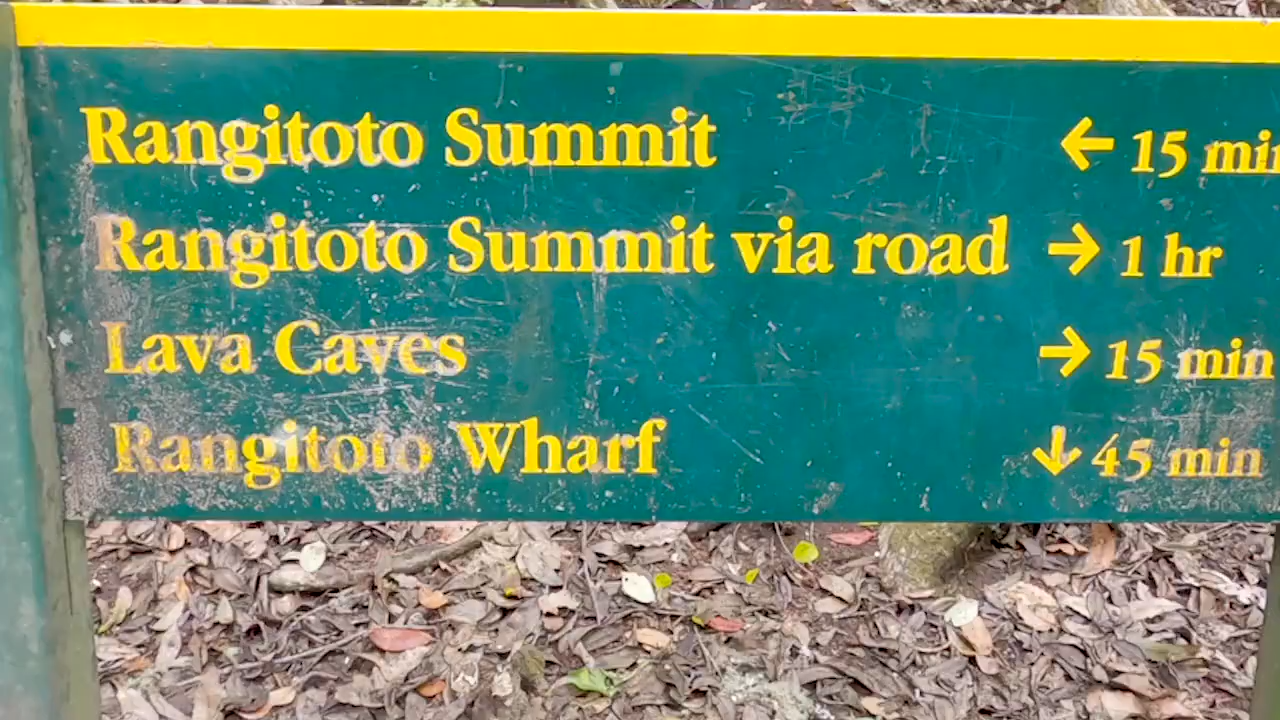 Rangitoto Summit ← 15 min
Rangitoto Summit via road → 1 hr
Lava Caves → 15 min
Rangitoto Wharf ↓ 45 min